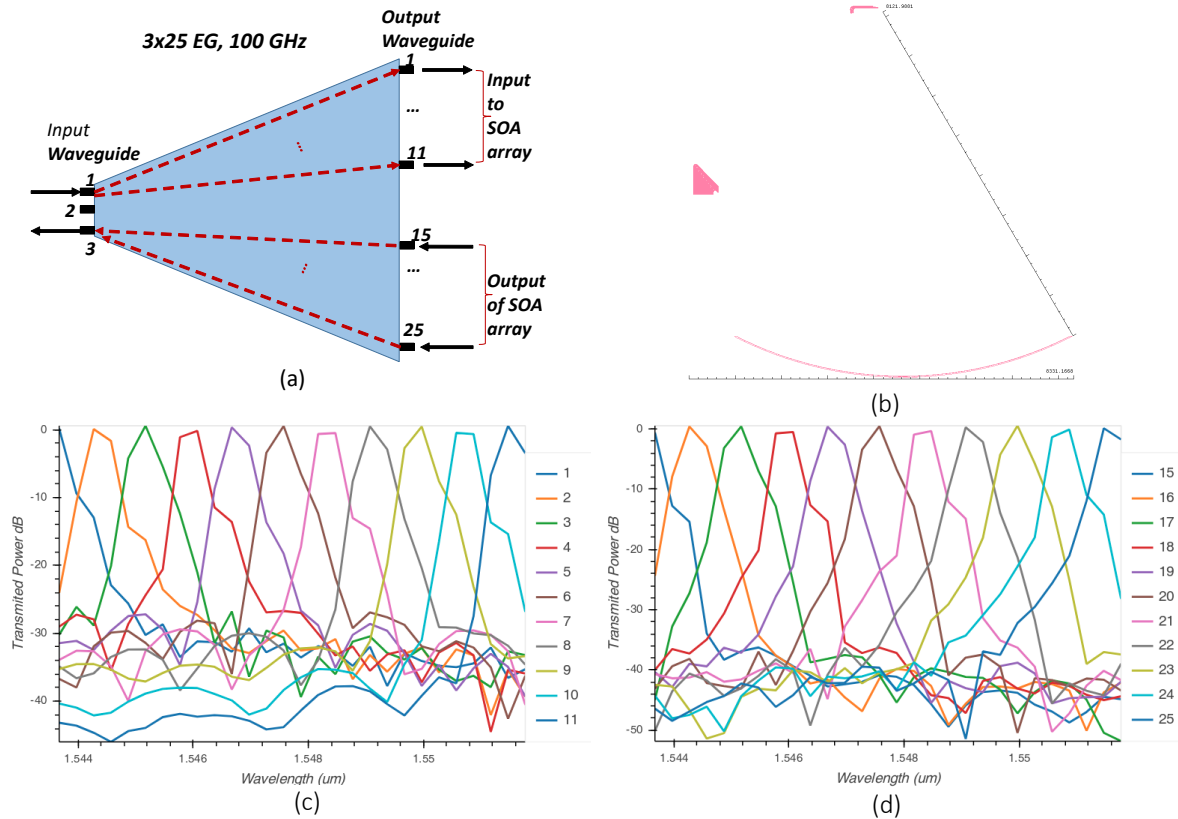 3x25 EG, 100 GHz
Output
Waveguide
1
Input
to
SOA
array
...
...
11
Input
Waveguide
1
2
3
15
...
...
Output
of SOA
array
25
(a)
8121.9801
8331.1668
(b)
0
-10
-20
-30
-40
Transmited Power dB
1.544
1.546
1.548
1.55
Wavelength (um)
1
2
3
4
5
6
7
8
9
10
11
(c)
0
-10
-20
-30
-40
-50
Transmited Power dB
1.544
1.546
1.548
1.55
Wavelength (um)
15
16
17
18
19
20
21
22
23
24
25
(d)